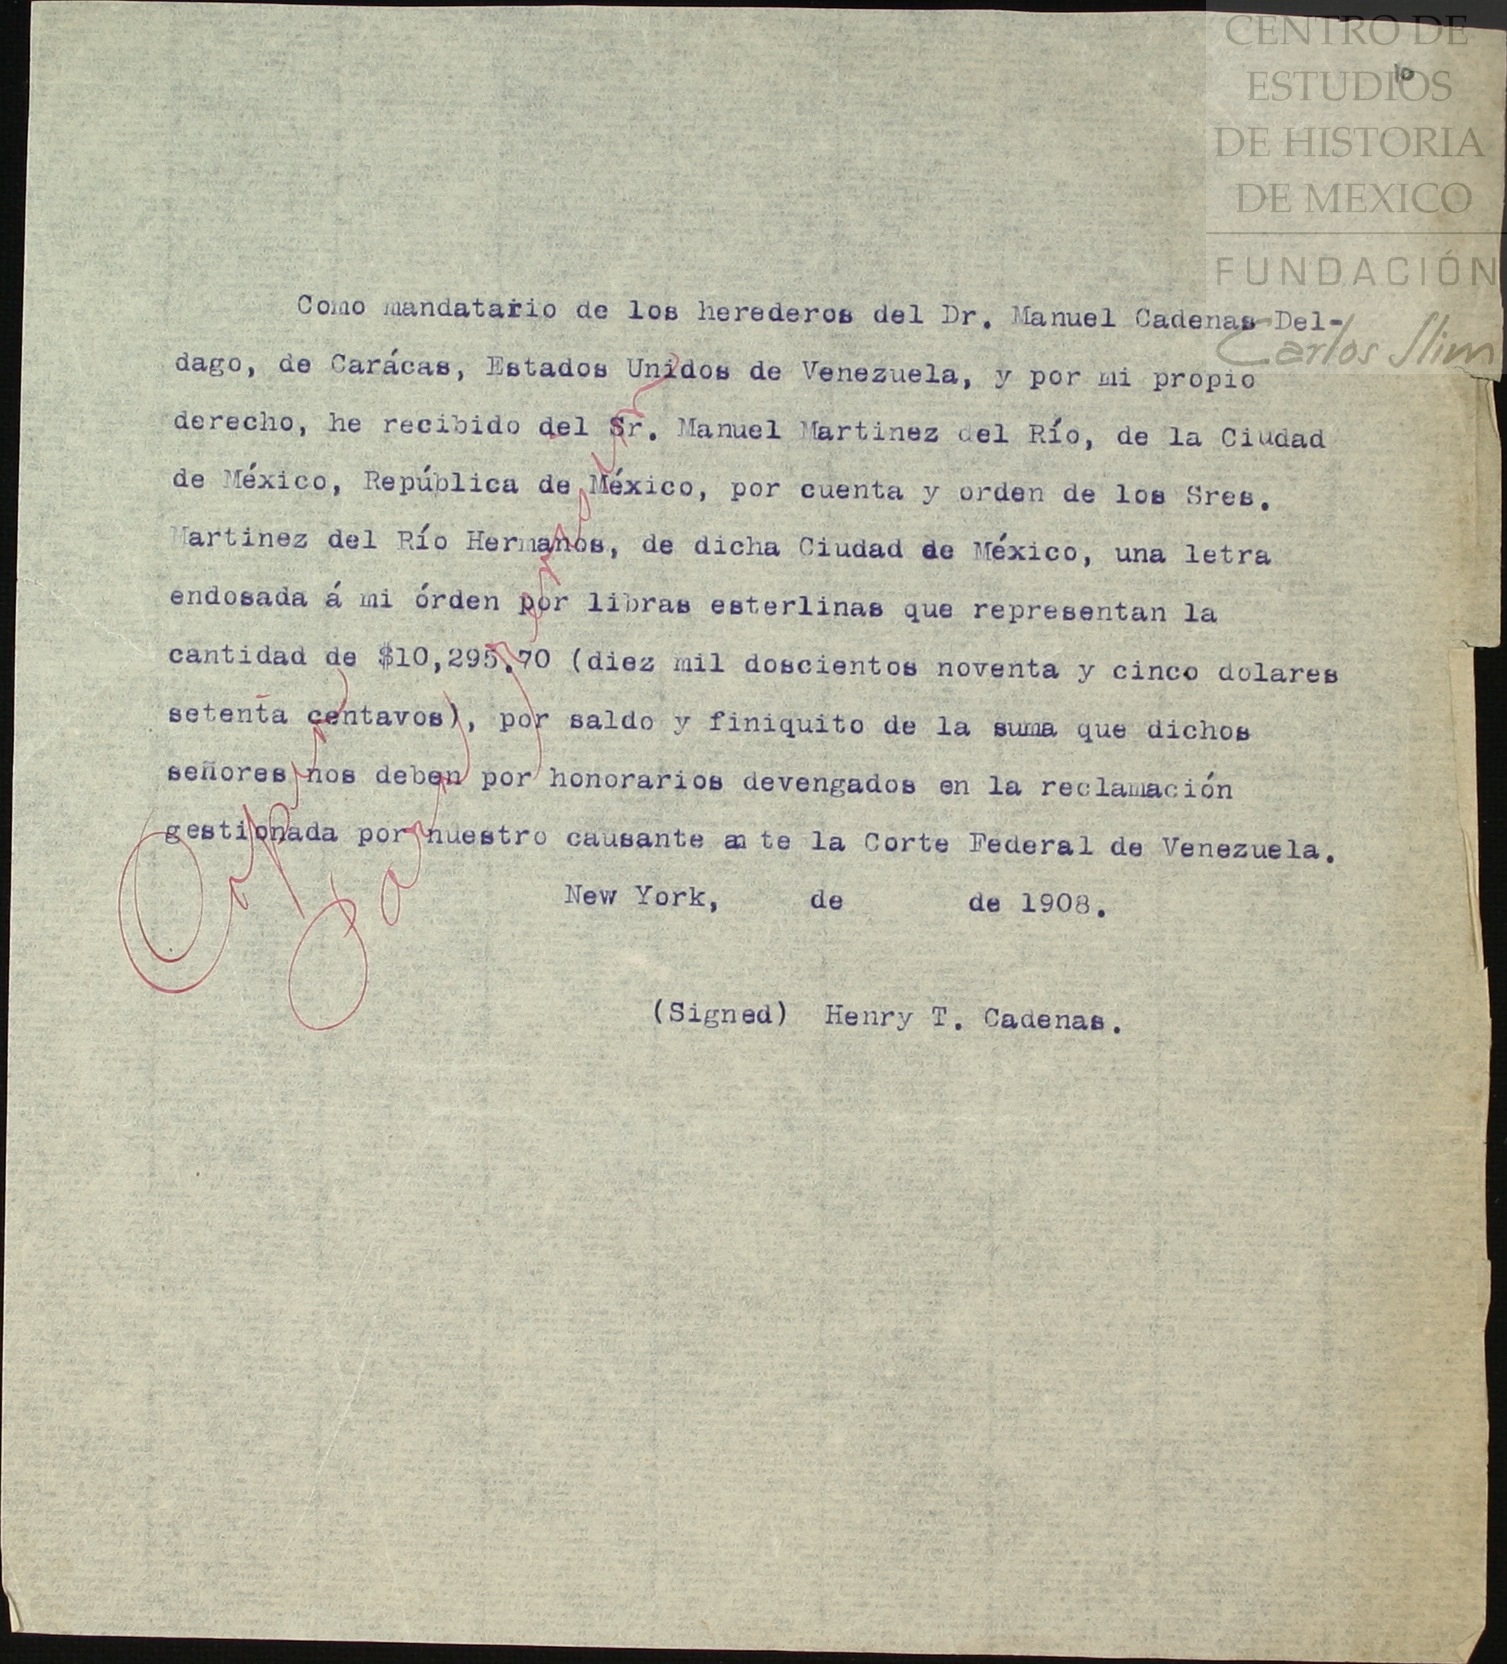 CENTRO DE
ESTUDIOS
DE HISTORIA
DE MEXICO
FUNDACIÓN
Carlos Slim
10
Como mandatario de los herederos del Dr. Manuel Cadenas Del-
dago, de Carácas, Estados Unidos de Venezuela, y por mi propio
derecho, he recibido del Sr. Manuel Martinez del Río, de la Ciudad
de México, República de México, por cuenta y orden de los Sres.
Martinez del Río Hermanos, de dicha Ciudad de México, una letra
endosada á mi órden por libras esterlinas que representan la
cantidad de $10,295.70 (diez mil doscientos noventa y cinco dolares
setenta centavos), por saldo y finiquito de la suma que dichos
señores nos deben por honorarios devengados en la reclamación
gestionada por nuestro causante an te la Corte Federal de Venezuela.
New York, de de 1908.
(Signed) Henry T. Cadenas.
Copia
para